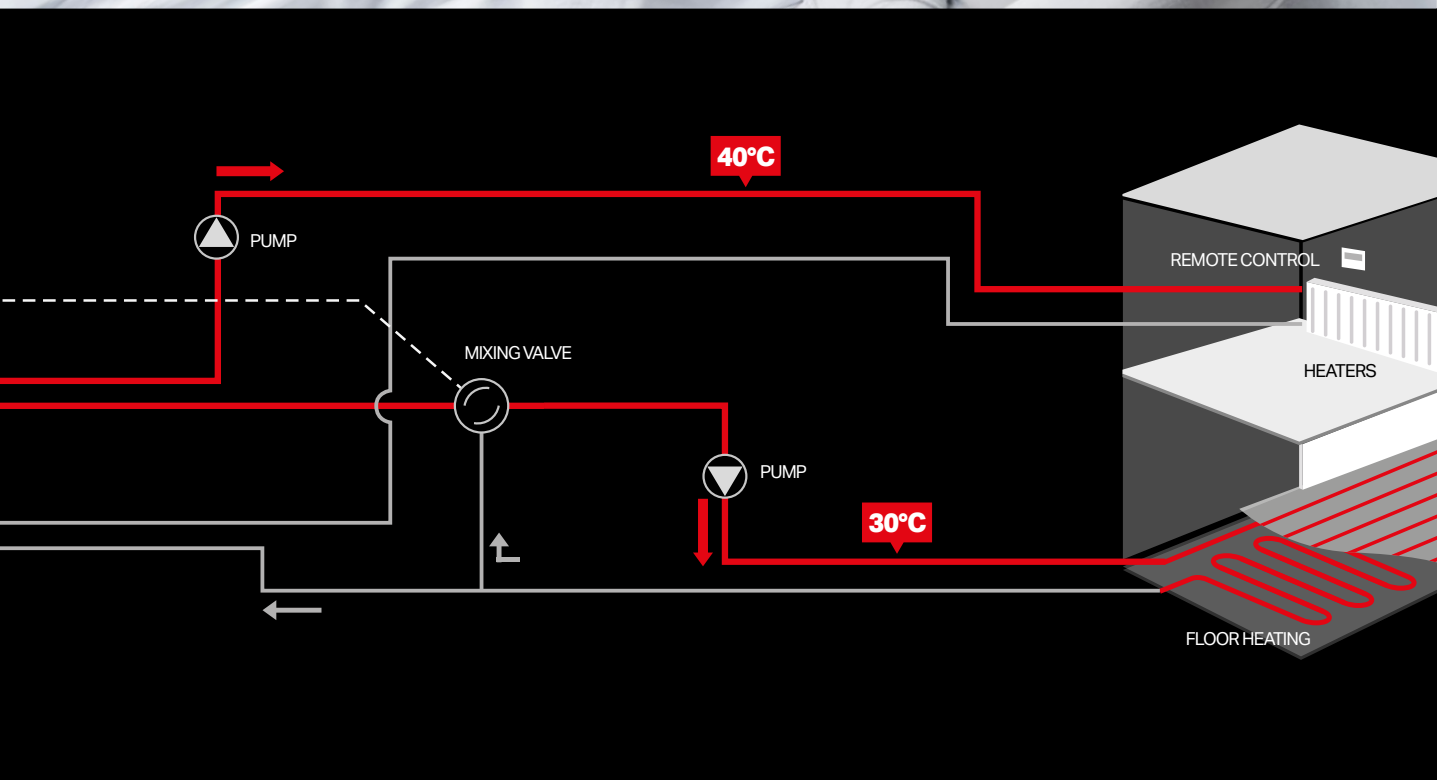 40°C
PUMP
REMOTE CONTROL
MIXING VALVE
HEATERS
PUMP
30°C
FLOOR HEATING